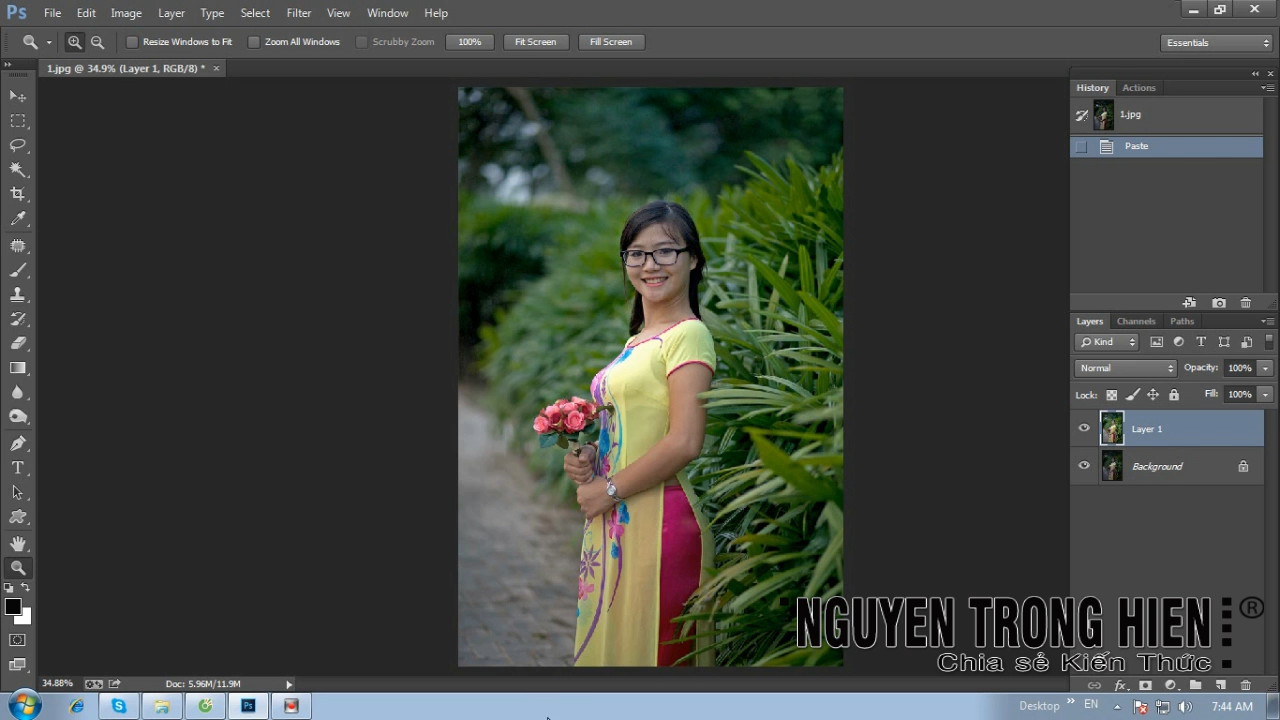 Ps File Edit Image Layer Type Select Filter View Window Help
Resize Windows to Fit Zoom All Windows Scrubby Zoom 100% Fit Screen Fill Screen Essentials
1.jpg @ 34.9% (Layer 1, RGB/8) * ×
History Actions
1.jpg
Paste
Layers Channels Paths
Kind
Normal Opacity: 100%
Lock: Fill: 100%
Layer 1
Background
NGUYEN TRONG HIEN ®
Chia sẻ Kiến Thức
34.88% Doc: 5.96M/11.9M
Ps Desktop » EN 7:44 AM